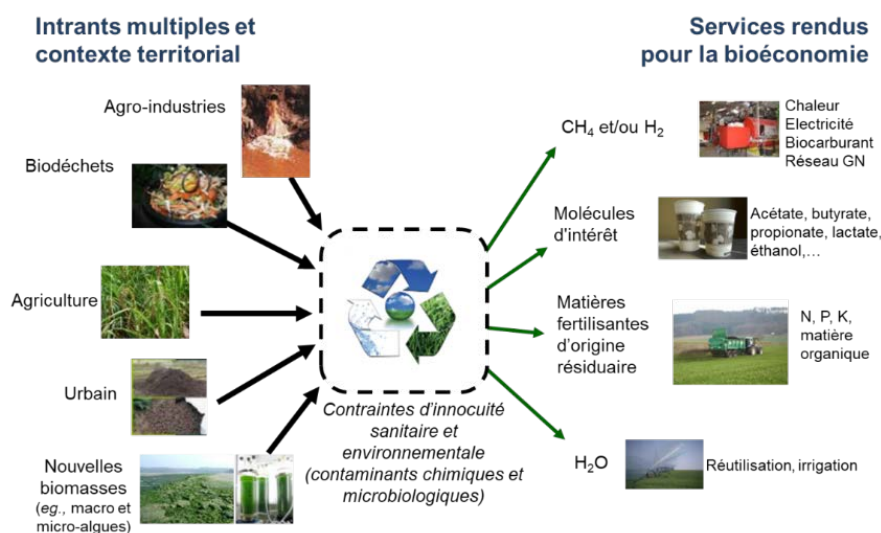 Intrants multiples et
contexte territorial
Agro-industries
Biodéchets
Agriculture
Urbain
Nouvelles
biomasses
(eg., macro et
micro-algues)
Contraintes d'innocuité
sanitaire et
environnementale
(contaminants chimiques et
microbiologiques)
Services rendus
pour la bioéconomie
CH₄ et/ou H₂
Chaleur
Electricité
Biocarburant
Réseau GN
Molécules
d'intérêt
Acétate, butyrate,
propionate, lactate,
éthanol,…
Matières
fertilisantes
d'origine
résiduaire
N, P, K,
matière
organique
H₂O
Réutilisation, irrigation